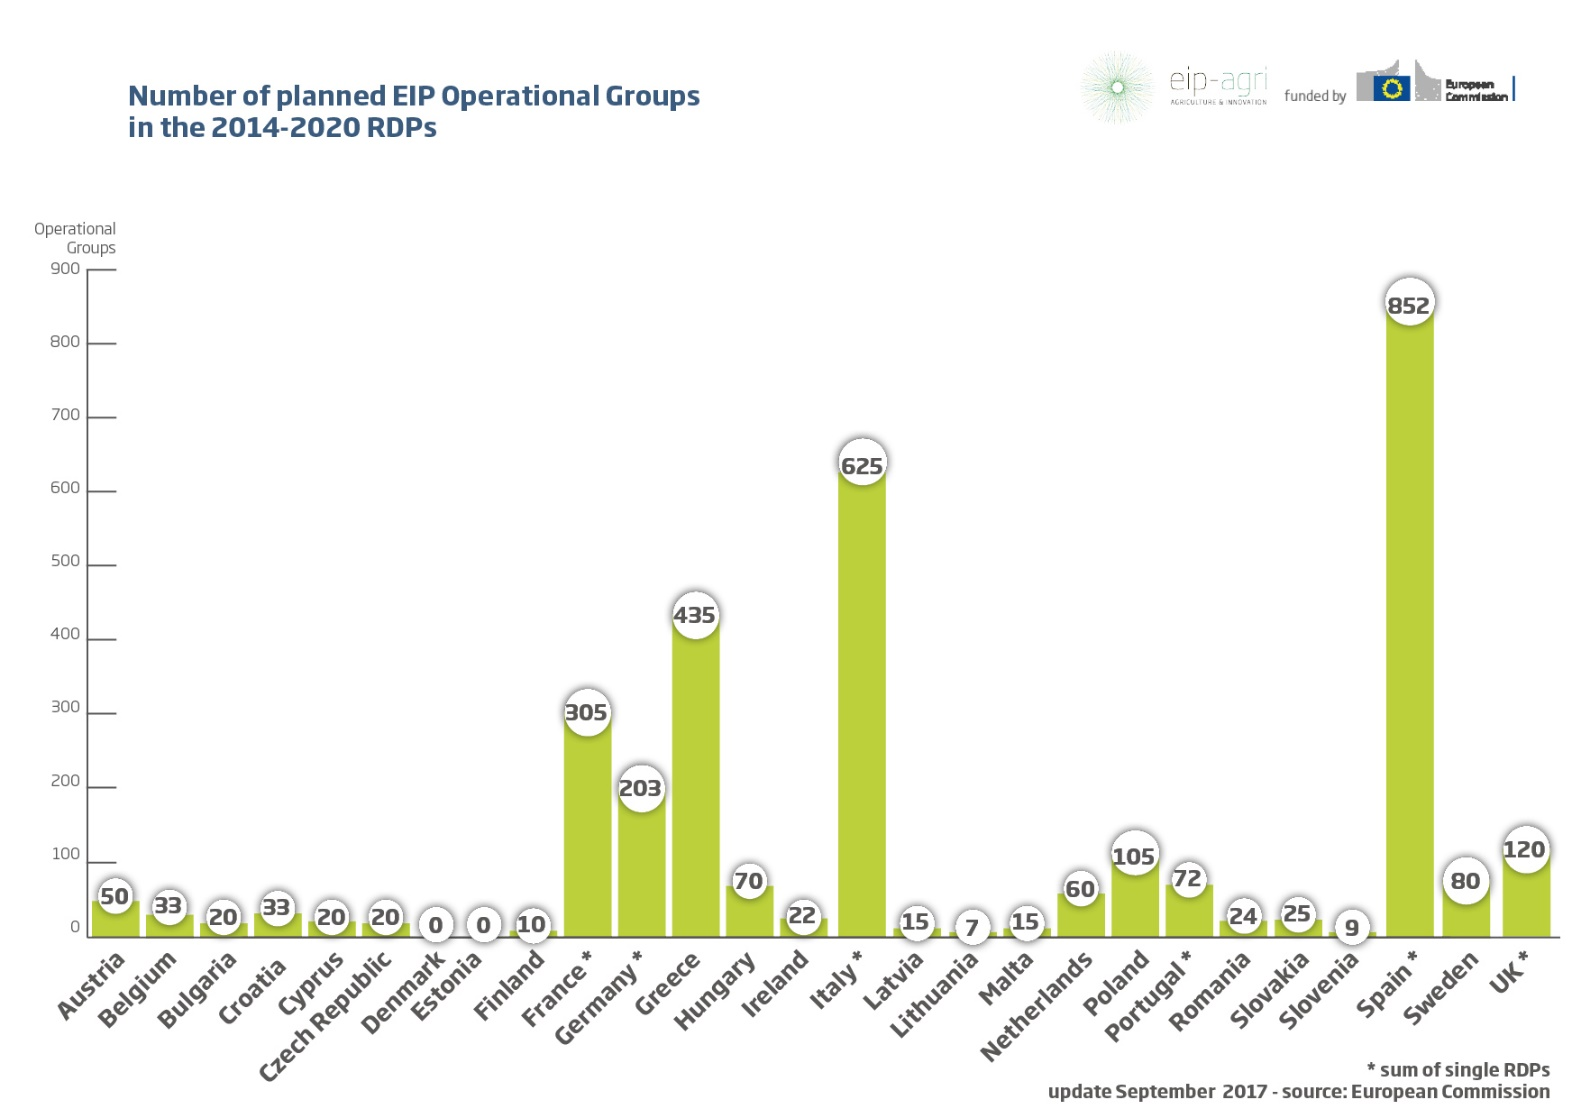 Number of planned EIP Operational Groups
in the 2014-2020 RDPs
eip-agri
AGRICULTURE & INNOVATION
funded by
European
Commission
Operational
Groups
900
800
700
600
500
400
300
200
100
0
50
33
20
33
20
20
0
0
10
305
203
435
70
22
625
15
7
15
60
105
72
24
25
9
852
80
120
Austria
Belgium
Bulgaria
Croatia
Cyprus
Czech Republic
Denmark
Estonia
Finland
France *
Germany *
Greece
Hungary
Ireland
Italy *
Latvia
Lithuania
Malta
Netherlands
Poland
Portugal *
Romania
Slovakia
Slovenia
Spain *
Sweden
UK *
* sum of single RDPs
update September 2017 - source: European Commission